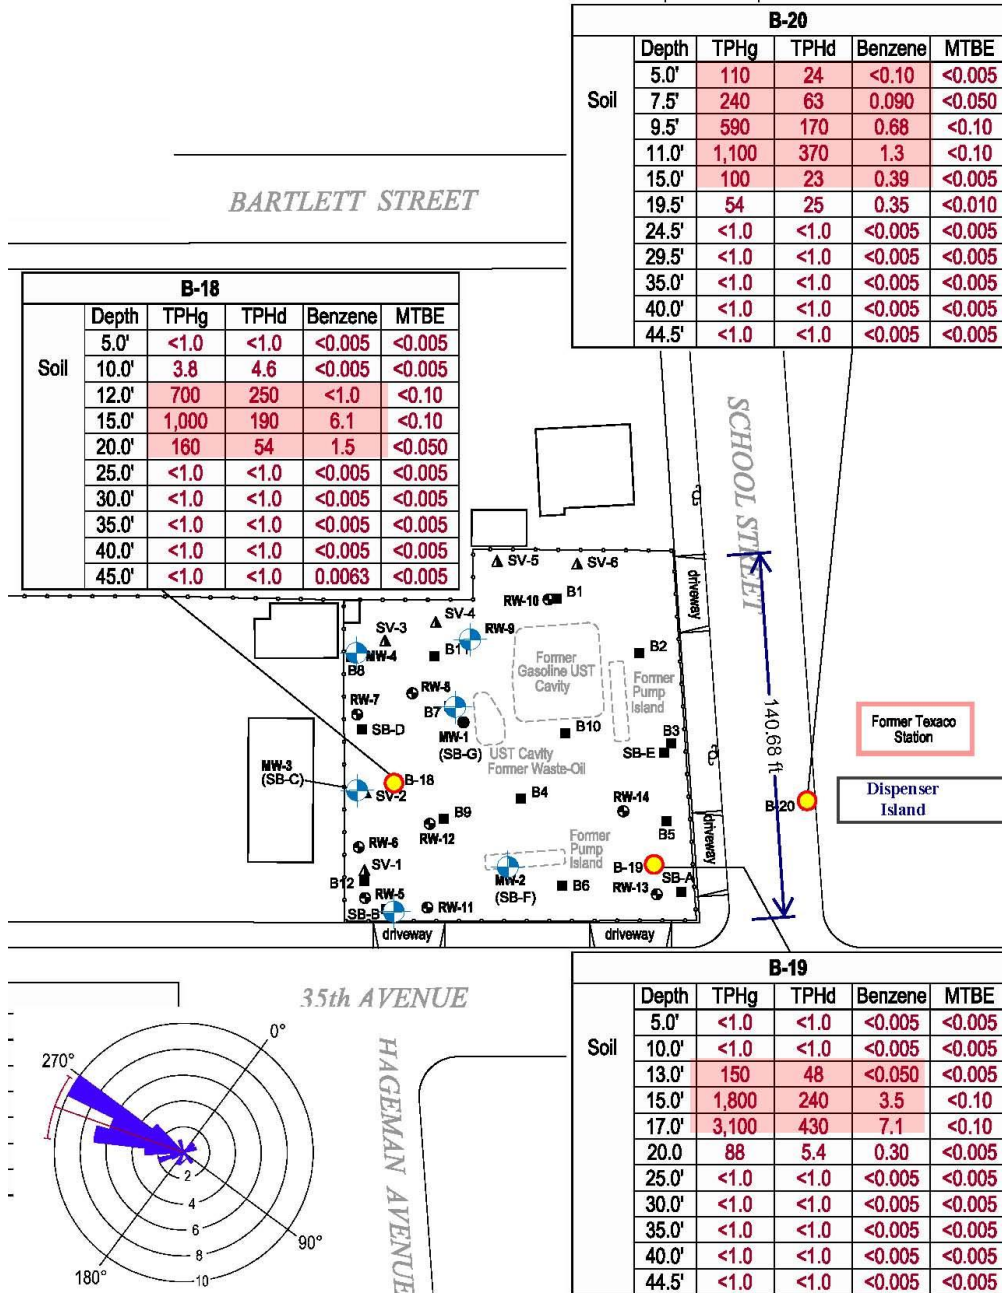 B-20
Depth TPHg TPHd Benzene MTBE
Soil
5.0' 110 24 <0.10 <0.005
7.5' 240 63 0.090 <0.050
9.5' 590 170 0.68 <0.10
11.0' 1,100 370 1.3 <0.10
15.0' 100 23 0.39 <0.005
19.5' 54 25 0.35 <0.010
24.5' <1.0 <1.0 <0.005 <0.005
29.5' <1.0 <1.0 <0.005 <0.005
35.0' <1.0 <1.0 <0.005 <0.005
40.0' <1.0 <1.0 <0.005 <0.005
44.5' <1.0 <1.0 <0.005 <0.005
BARTLETT STREET
B-18
Depth TPHg TPHd Benzene MTBE
Soil
5.0' <1.0 <1.0 <0.005 <0.005
10.0' 3.8 4.6 <0.005 <0.005
12.0' 700 250 <1.0 <0.10
15.0' 1,000 190 6.1 <0.10
20.0' 160 54 1.5 <0.050
25.0' <1.0 <1.0 <0.005 <0.005
30.0' <1.0 <1.0 <0.005 <0.005
35.0' <1.0 <1.0 <0.005 <0.005
40.0' <1.0 <1.0 <0.005 <0.005
45.0' <1.0 <1.0 0.0063 <0.005
SCHOOL STREET
SV-5
SV-6
driveway
RW-10
B1
SV-4
SV-3
RW-9
MW-4
B8
B11
B2
Former
Gasoline UST
Cavity
Former
Pump
Island
RW-8
RW-7
B7
MW-1
(SB-G)
SB-D
B10
B3
SB-E
UST Cavity
Former Waste-Oil
140.68 ft
Former Texaco
Station
MW-3
(SB-C)
B-18
SV-2
B4
B-20
Dispenser
Island
RW-14
B9
RW-12
B5
driveway
RW-6
Former
Pump
Island
SV-1
B12
MW-2
(SB-F)
B-19
SB-A
B6
RW-13
RW-5
SB-B
RW-11
driveway
driveway
35th AVENUE
HAGEMAN AVENUE
0°
270°
90°
180°
2
4
6
8
10
B-19
Depth TPHg TPHd Benzene MTBE
Soil
5.0' <1.0 <1.0 <0.005 <0.005
10.0' <1.0 <1.0 <0.005 <0.005
13.0' 150 48 <0.050 <0.005
15.0' 1,800 240 3.5 <0.10
17.0' 3,100 430 7.1 <0.10
20.0 88 5.4 0.30 <0.005
25.0' <1.0 <1.0 <0.005 <0.005
30.0' <1.0 <1.0 <0.005 <0.005
35.0' <1.0 <1.0 <0.005 <0.005
40.0' <1.0 <1.0 <0.005 <0.005
44.5' <1.0 <1.0 <0.005 <0.005